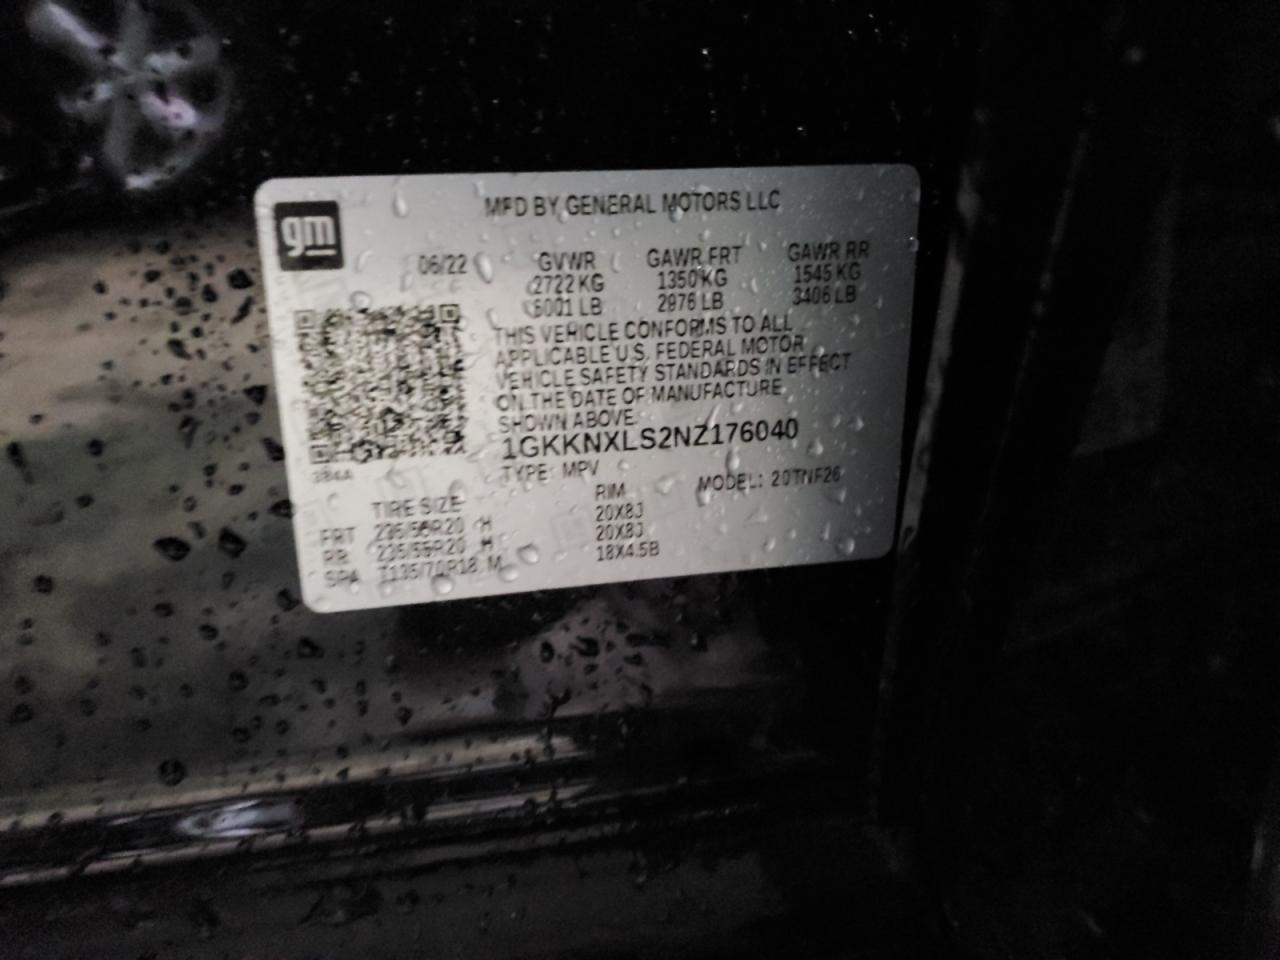 MFD BY GENERAL MOTORS LLC
gm
06/22 GVWR GAWR FRT GAWR RR
2722 KG 1350 KG 1545 KG
6001 LB 2976 LB 3406 LB
THIS VEHICLE CONFORMS TO ALL
APPLICABLE U.S. FEDERAL MOTOR
VEHICLE SAFETY STANDARDS IN EFFECT
ON THE DATE OF MANUFACTURE
SHOWN ABOVE.
1GKKNXLS2NZ176040
TYPE: MPV MODEL: 20TNF26
TIRE SIZE RIM
FRT 235/55R20 H 20X8J
RR 235/55R20 H 20X8J
SPA T135/70R18 M 18X4.5B